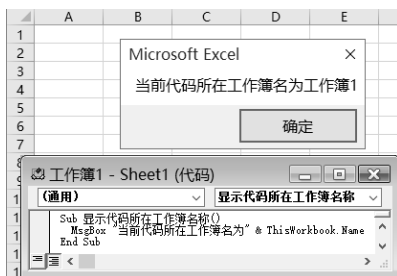 A B C D E
1
2
3
4
5
6
7
8
Microsoft Excel ×
当前代码所在工作簿名为工作簿1
确定
工作簿1 - Sheet1 (代码)
(通用) 显示代码所在工作簿名称
Sub 显示代码所在工作簿名称()
MsgBox "当前代码所在工作簿名为" & ThisWorkbook.Name
End Sub